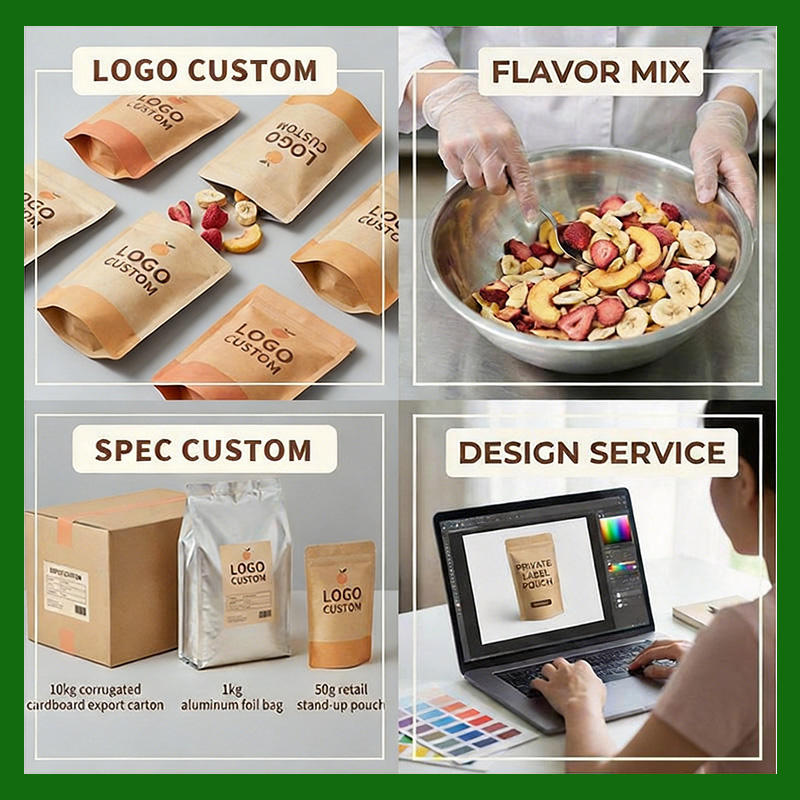 LOGO CUSTOM
LOGO
CUSTOM
LOGO
CUSTOM
LOGO
CUSTOM
LOGO
CUSTOM
FLAVOR MIX
SPEC CUSTOM
LOGO
CUSTOM
LOGO
CUSTOM
10kg corrugated
cardboard export carton
1kg
aluminum foil bag
50g retail
stand-up pouch
DESIGN SERVICE
PRIVATE
LABEL
POUCH